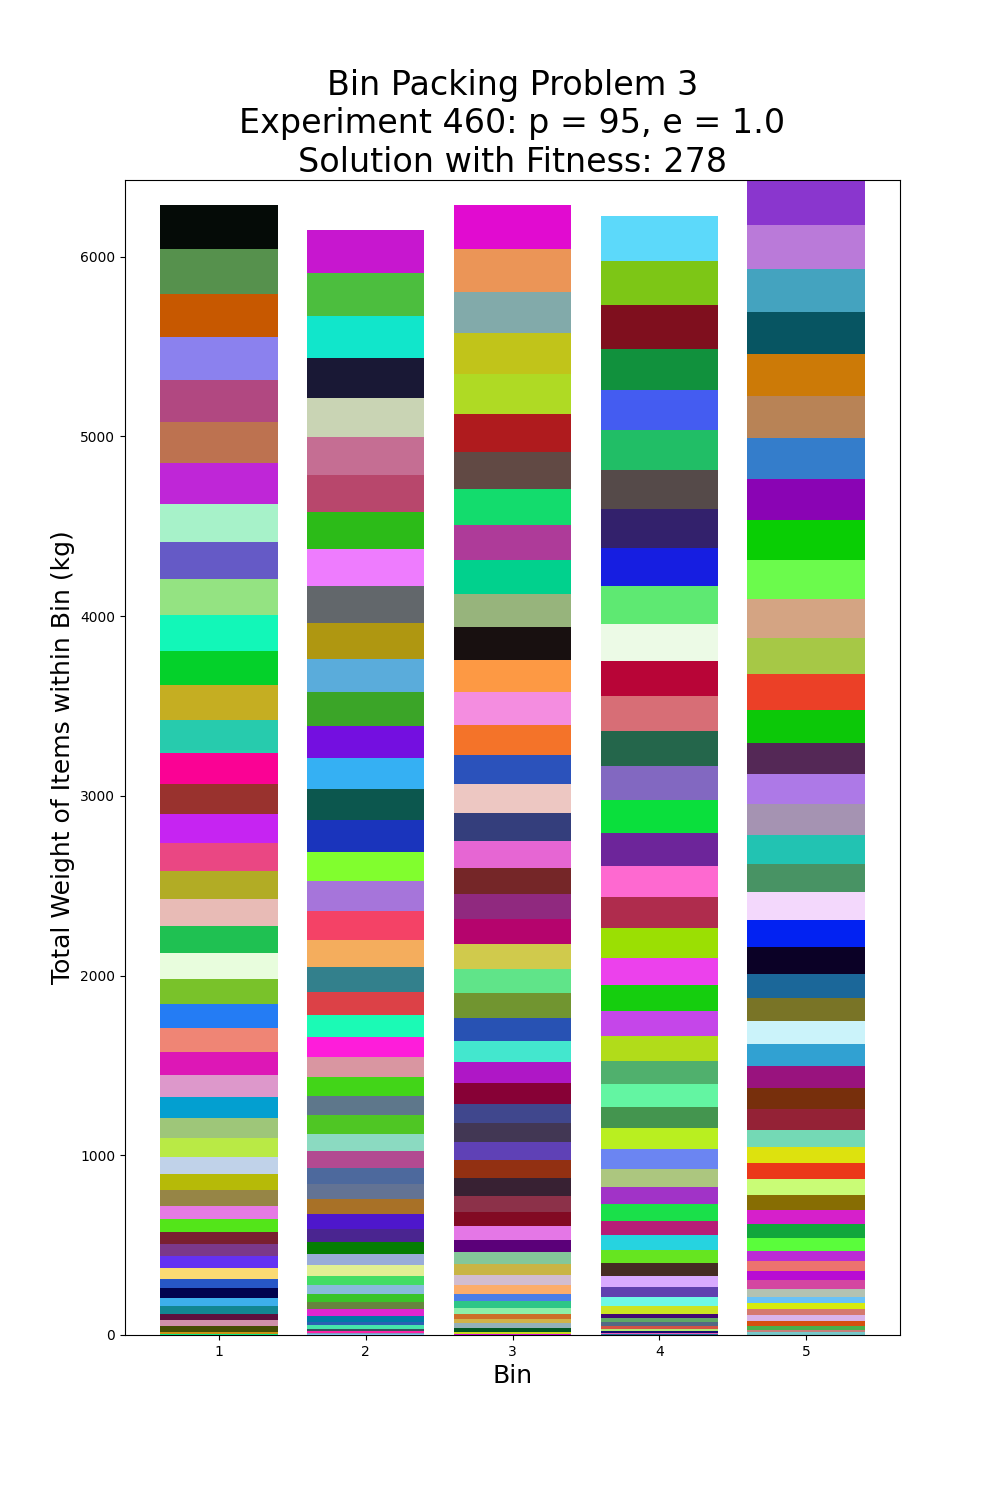 Bin Packing Problem 3
Experiment 460: p = 95, e = 1.0
Solution with Fitness: 278
Total Weight of Items within Bin (kg)
6000
5000
4000
3000
2000
1000
0
1 2 3 4 5
Bin